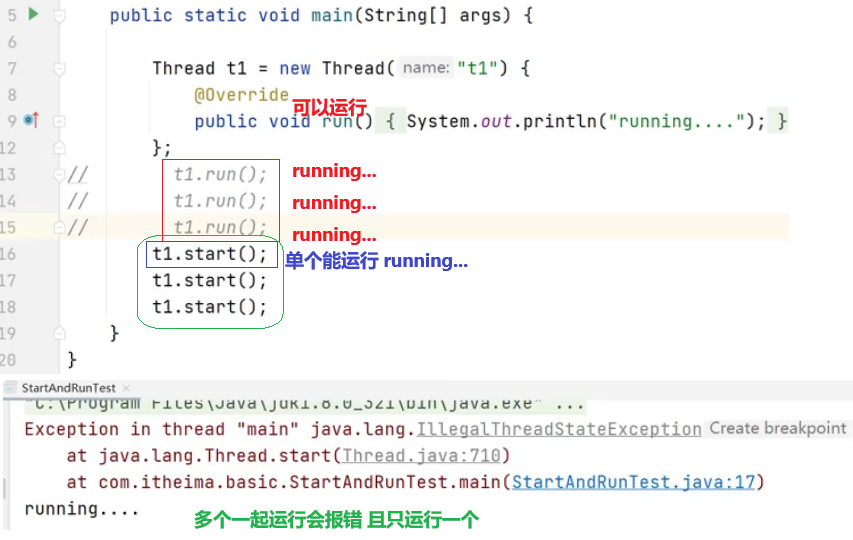 5 public static void main(String[] args) {
6
7 Thread t1 = new Thread( name: "t1") {
8 @Override
可以运行
9 public void run() { System.out.println("running...."); }
12 };
13 // t1.run(); running...
14 // t1.run(); running...
15 // t1.run(); running...
16 t1.start(); 单个能运行 running...
17 t1.start();
18 t1.start();
19 }
20 }
StartAndRunTest ×
"C:\Program Files\Java\jdk1.8.0_321\bin\java.exe" ...
Exception in thread "main" java.lang.IllegalThreadStateException Create breakpoint
at java.lang.Thread.start(Thread.java:710)
at com.itheima.basic.StartAndRunTest.main(StartAndRunTest.java:17)
running....
多个一起运行会报错 且只运行一个